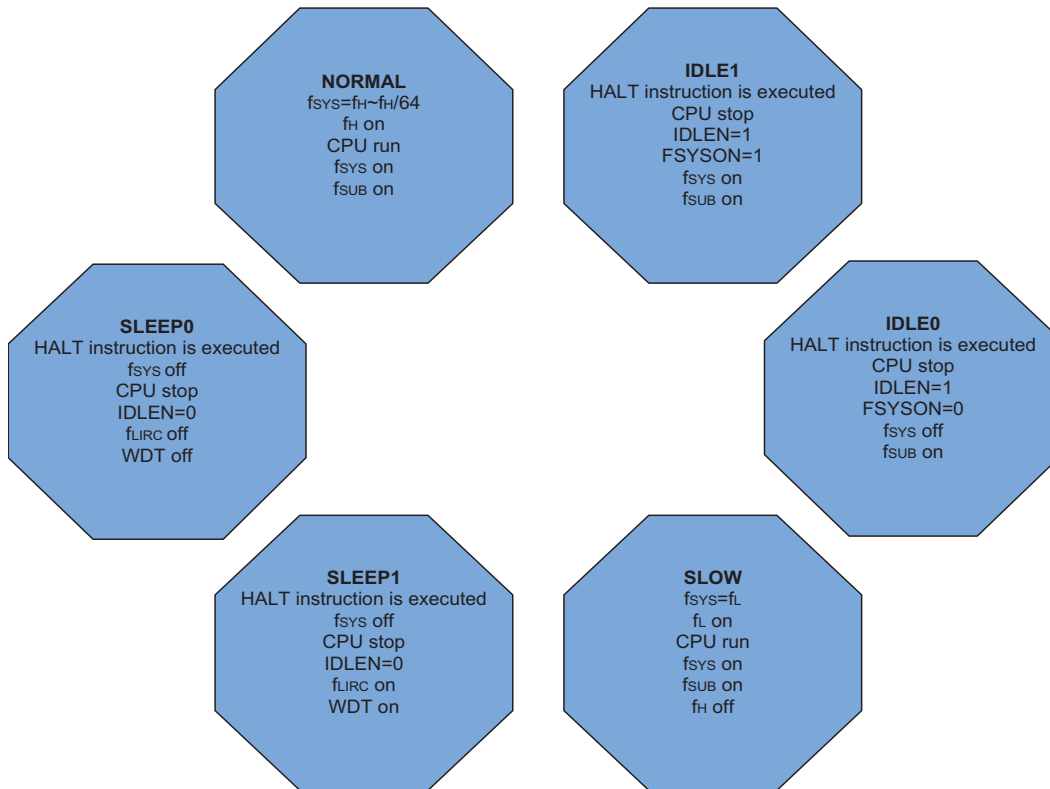 NORMAL
fSYS=fH~fH/64
fH on
CPU run
fSYS on
fSUB on
IDLE1
HALT instruction is executed
CPU stop
IDLEN=1
FSYSON=1
fSYS on
fSUB on
SLEEP0
HALT instruction is executed
fSYS off
CPU stop
IDLEN=0
fLIRC off
WDT off
IDLE0
HALT instruction is executed
CPU stop
IDLEN=1
FSYSON=0
fSYS off
fSUB on
SLEEP1
HALT instruction is executed
fSYS off
CPU stop
IDLEN=0
fLIRC on
WDT on
SLOW
fSYS=fL
fL on
CPU run
fSYS on
fSUB on
fH off